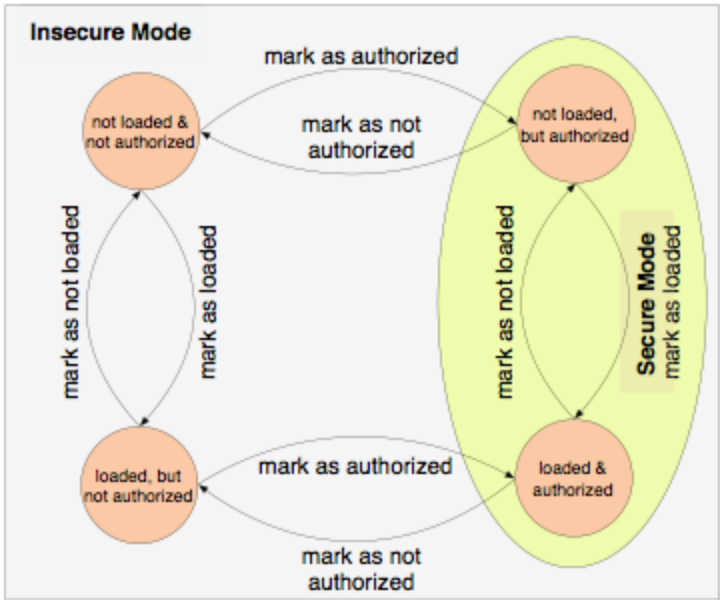 Insecure Mode
mark as authorized
not loaded &
not authorized
mark as not
authorized
not loaded,
but authorized
mark as not loaded
mark as loaded
mark as not loaded
Secure Mode
mark as loaded
loaded, but
not authorized
mark as authorized
loaded &
authorized
mark as not
authorized